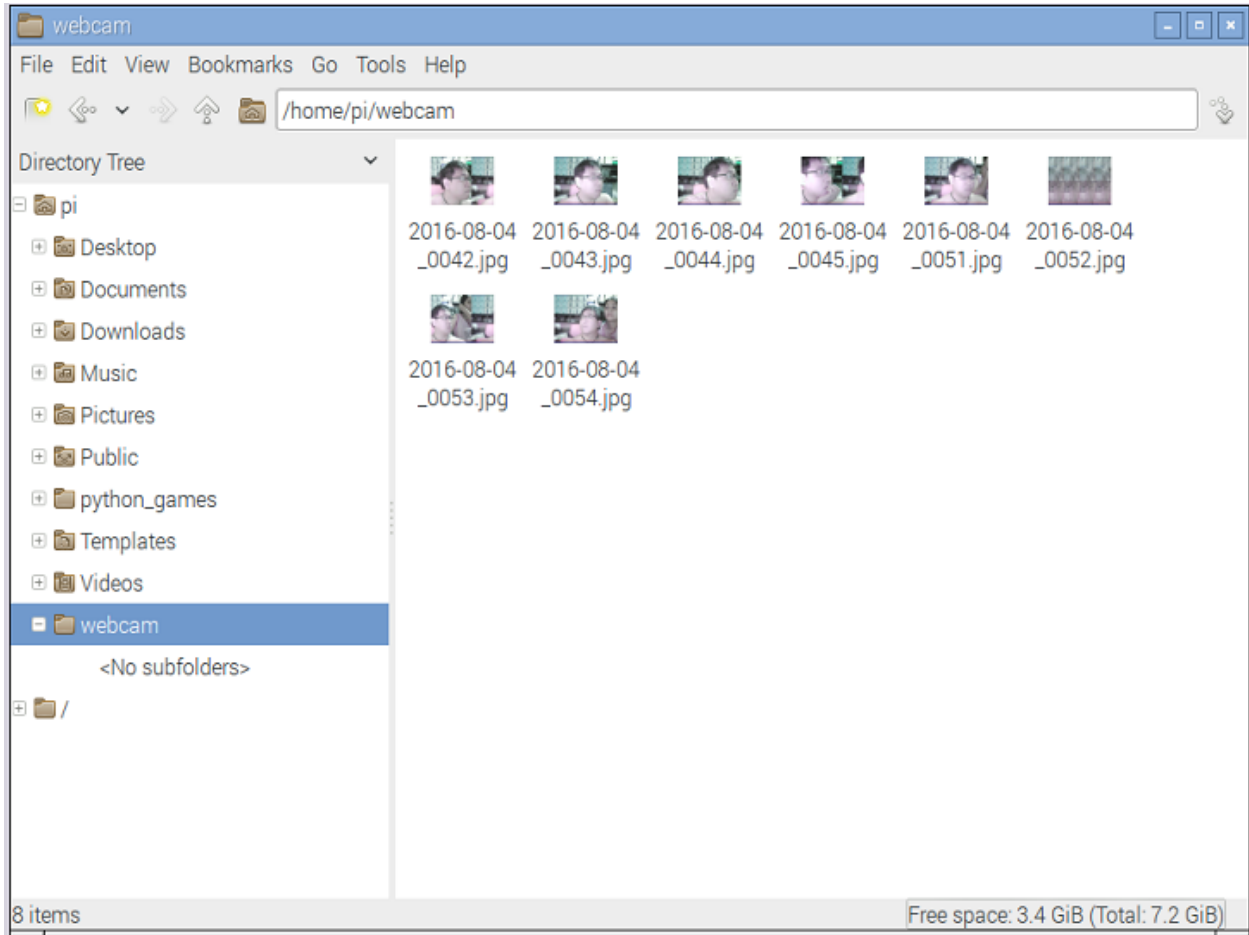 webcam
File Edit View Bookmarks Go Tools Help
/home/pi/webcam
Directory Tree
pi
Desktop
Documents
Downloads
Music
Pictures
Public
python_games
Templates
Videos
webcam
<No subfolders>
/
2016-08-04 2016-08-04 2016-08-04 2016-08-04 2016-08-04 2016-08-04
_0042.jpg _0043.jpg _0044.jpg _0045.jpg _0051.jpg _0052.jpg
2016-08-04 2016-08-04
_0053.jpg _0054.jpg
8 items
Free space: 3.4 GiB (Total: 7.2 GiB)